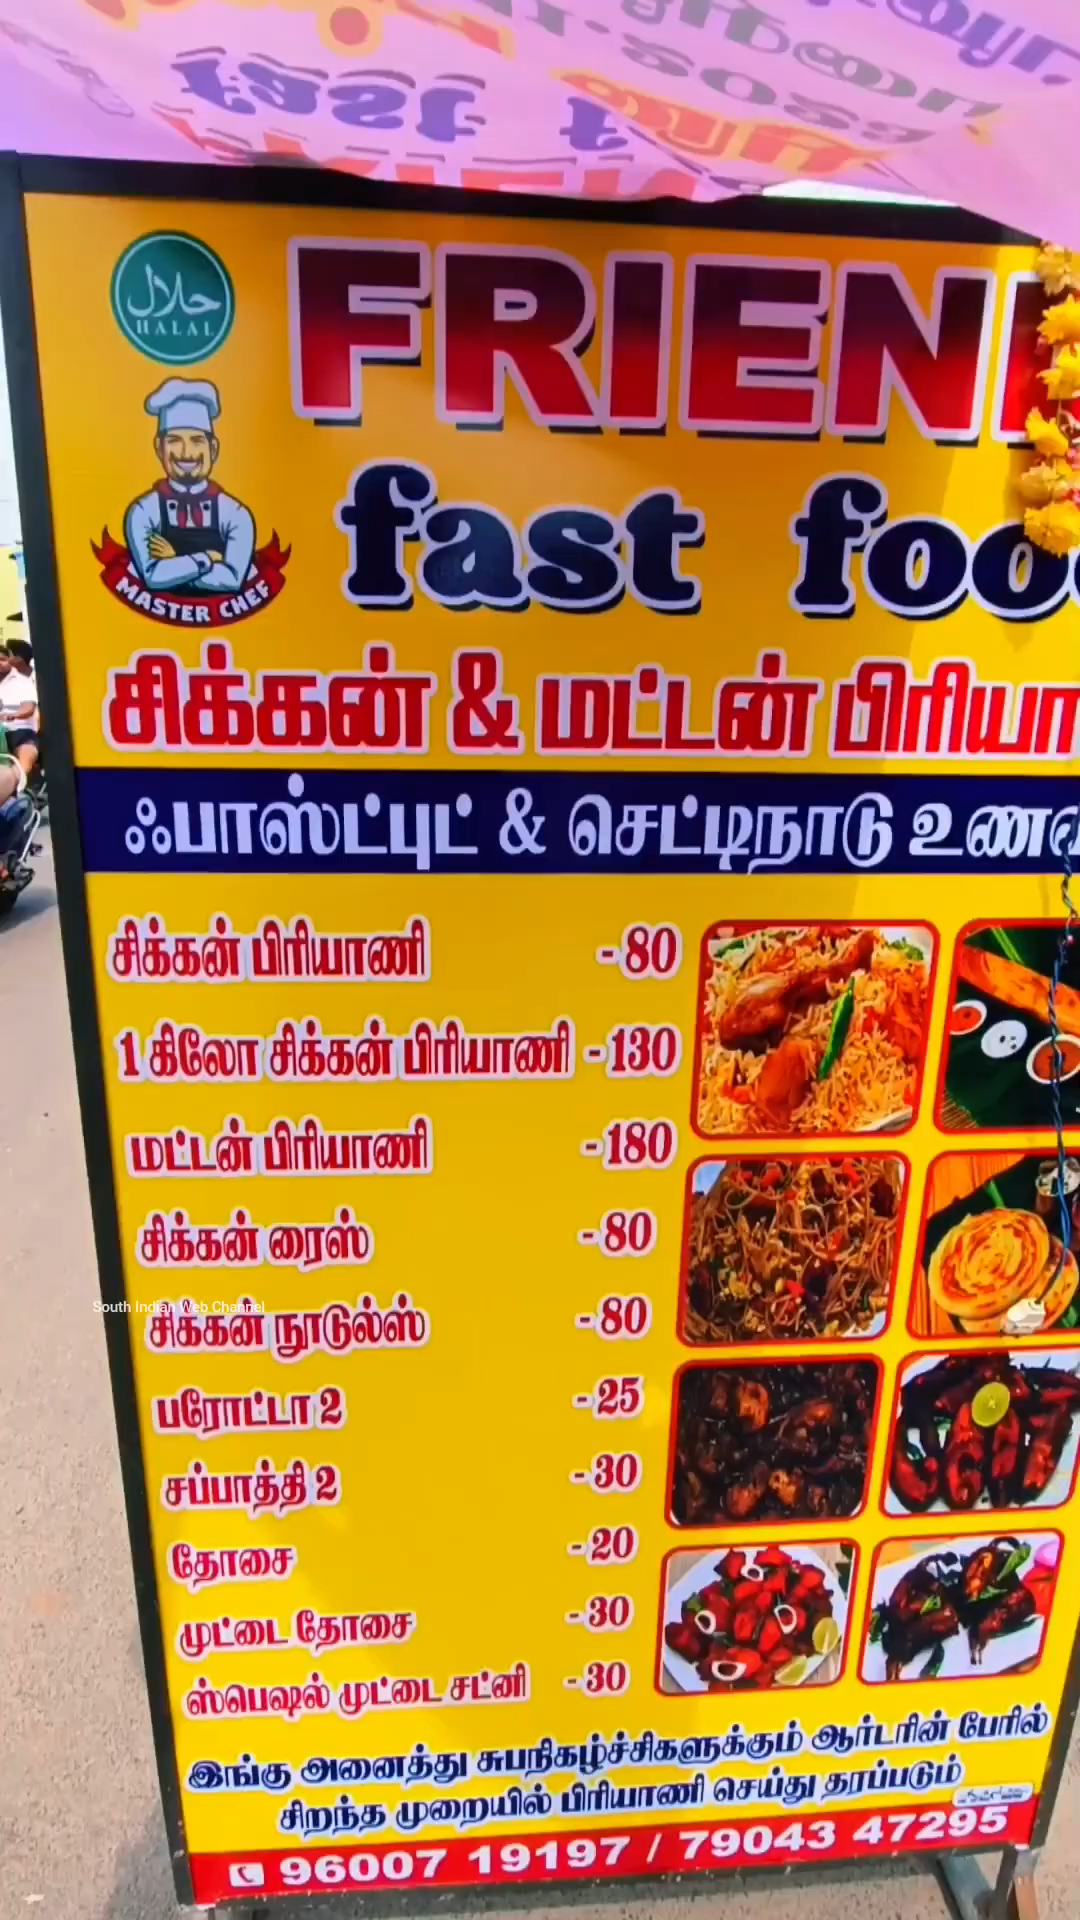 حلال
HALAL
FRIEN
MASTER CHEF
fast foo
சிக்கன் & மட்டன் பிரியா
ஃபாஸ்ட்புட் & செட்டிநாடு உணவ
சிக்கன் பிரியாணி -80
1 கிலோ சிக்கன் பிரியாணி -130
மட்டன் பிரியாணி -180
சிக்கன் ரைஸ் -80
South Indian Web Channel
சிக்கன் நூடுல்ஸ் -80
பரோட்டா 2 -25
சப்பாத்தி 2 -30
தோசை -20
முட்டை தோசை -30
ஸ்பெஷல் முட்டை சட்னி -30
இங்கு அனைத்து சுபநிகழ்ச்சிகளுக்கும் ஆர்டரின் பேரில்
சிறந்த முறையில் பிரியாணி செய்து தரப்படும்
96007 19197 / 79043 47295